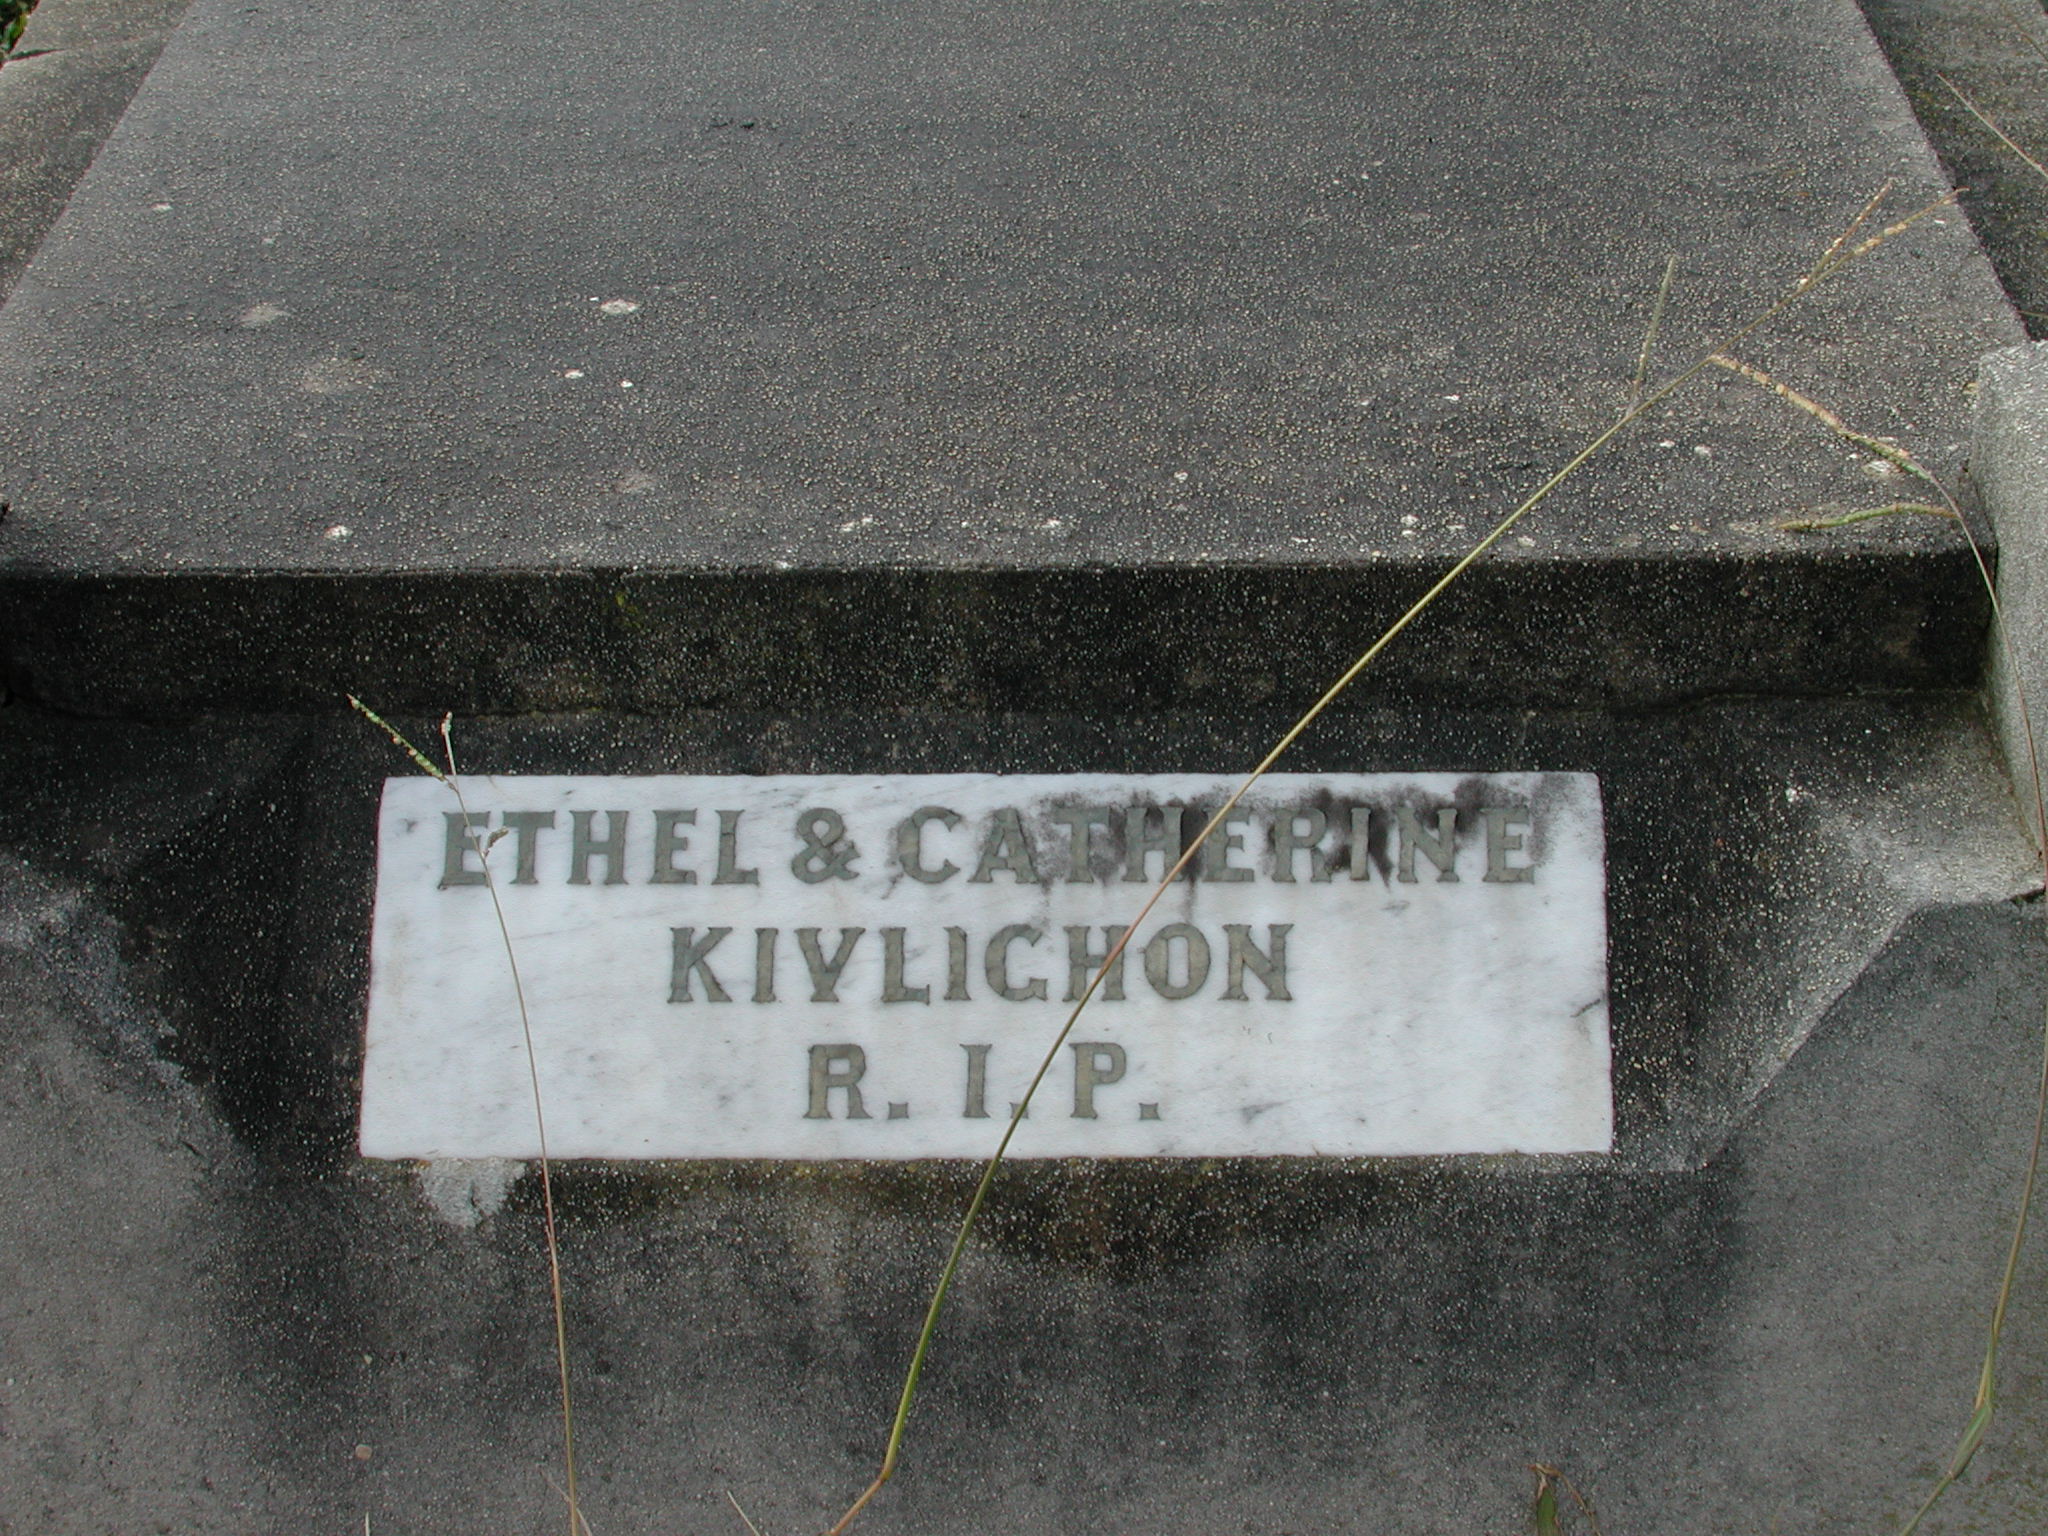 ETHEL & CATHERINE
KIVLICHON
R. I. P.